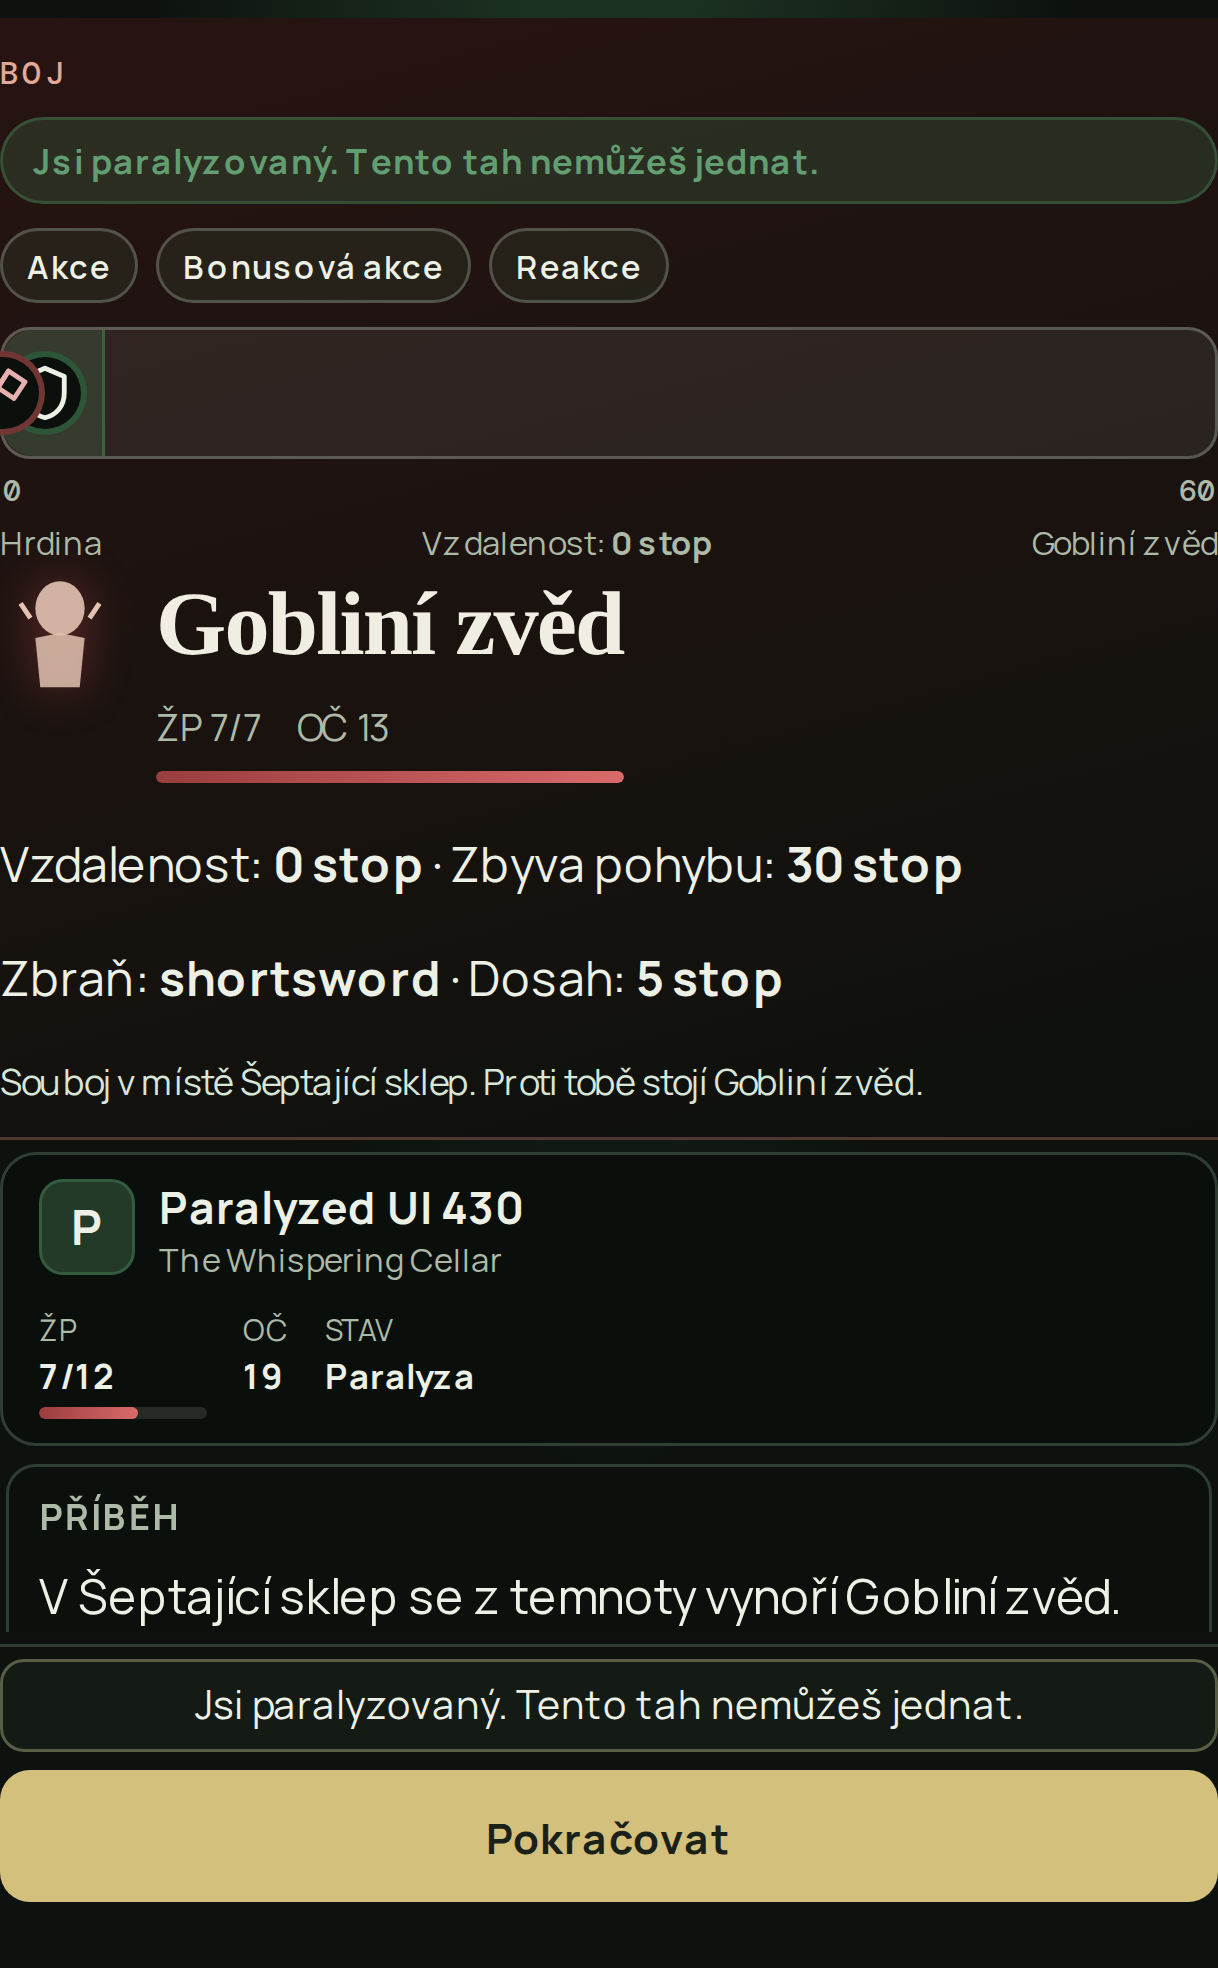 BOJ
Jsi paralyzovaný. Tento tah nemůžeš jednat.
Akce Bonusová akce Reakce
0 60
Hrdina Vzdalenost: 0 stop Gobliní zvěd
Gobliní zvěd
ŽP 7/7 OČ 13
Vzdalenost: 0 stop · Zbyva pohybu: 30 stop
Zbraň: shortsword · Dosah: 5 stop
Souboj v místě Šeptající sklep. Proti tobě stojí Gobliní zvěd.
P Paralyzed UI 430
The Whispering Cellar
ŽP OČ STAV
7/12 19 Paralyza
PŘÍBĚH
V Šeptající sklep se z temnoty vynoří Gobliní zvěd.
Jsi paralyzovaný. Tento tah nemůžeš jednat.
Pokračovat